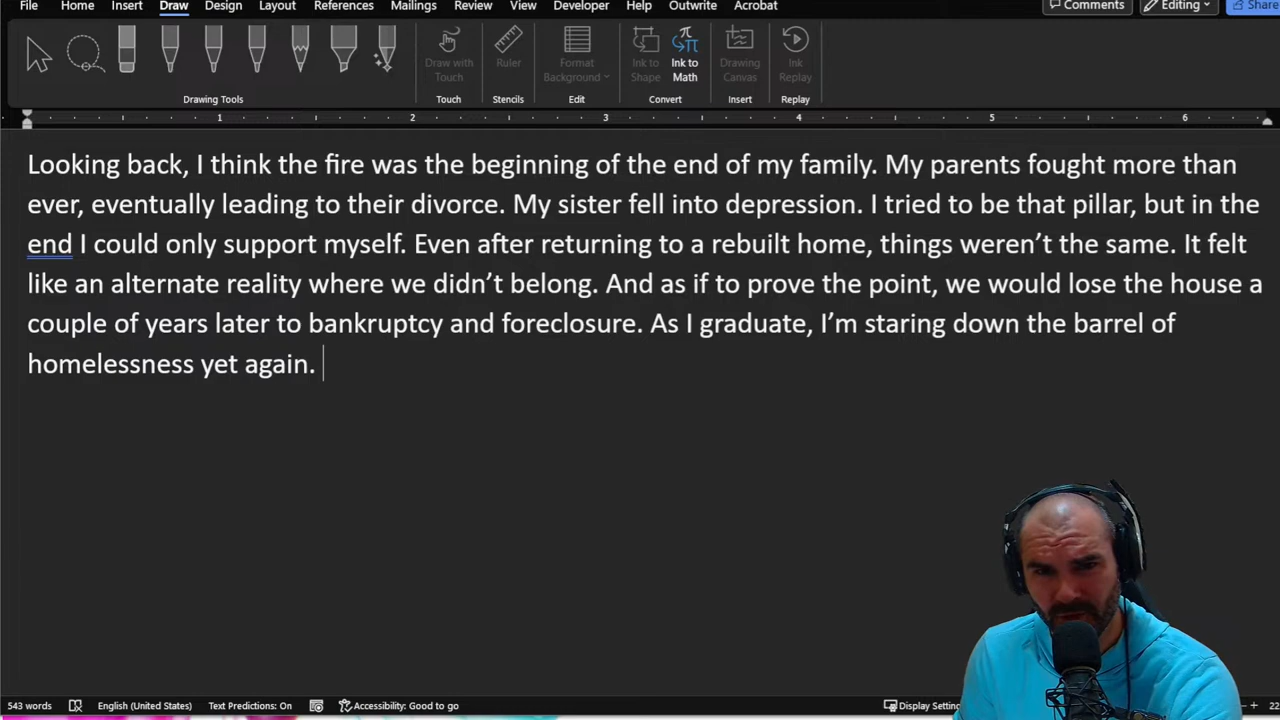 File Home Insert Draw Design Layout References Mailings Review View Developer Help Outwrite Acrobat Comments Editing Share
Draw with Touch
Ruler
Format Background
Ink to Shape
Ink to Math
Drawing Canvas
Ink Replay
Drawing Tools Touch Stencils Edit Convert Insert Replay
1 2 3 4 5 6
Looking back, I think the fire was the beginning of the end of my family. My parents fought more than
ever, eventually leading to their divorce. My sister fell into depression. I tried to be that pillar, but in the
end I could only support myself. Even after returning to a rebuilt home, things weren’t the same. It felt
like an alternate reality where we didn’t belong. And as if to prove the point, we would lose the house a
couple of years later to bankruptcy and foreclosure. As I graduate, I’m staring down the barrel of
homelessness yet again.
543 words English (United States) Text Predictions: On Accessibility: Good to go Display